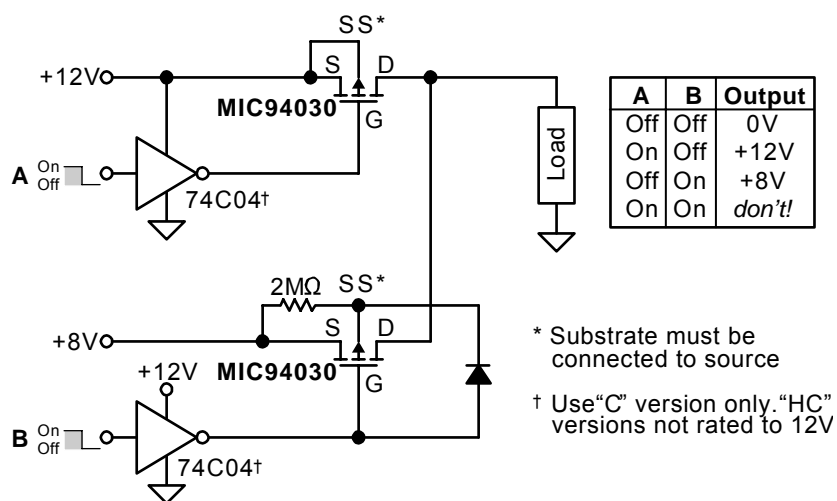 SS*
+12V
S
D
MIC94030
G
A
On
Off
74C04†
Load
A B Output
Off Off 0V
On Off +12V
Off On +8V
On On don't!
2MΩ
SS*
+8V
S
D
MIC94030
G
+12V
B
On
Off
74C04†
* Substrate must be
connected to source
† Use“C” version only.“HC”
versions not rated to 12V